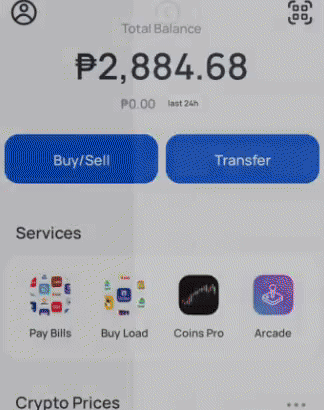 Total Balance
₱2,884.68
₱0.00 last 24h
Buy/Sell Transfer
Services
Pay Bills Buy Load Coins Pro Arcade
Crypto Prices